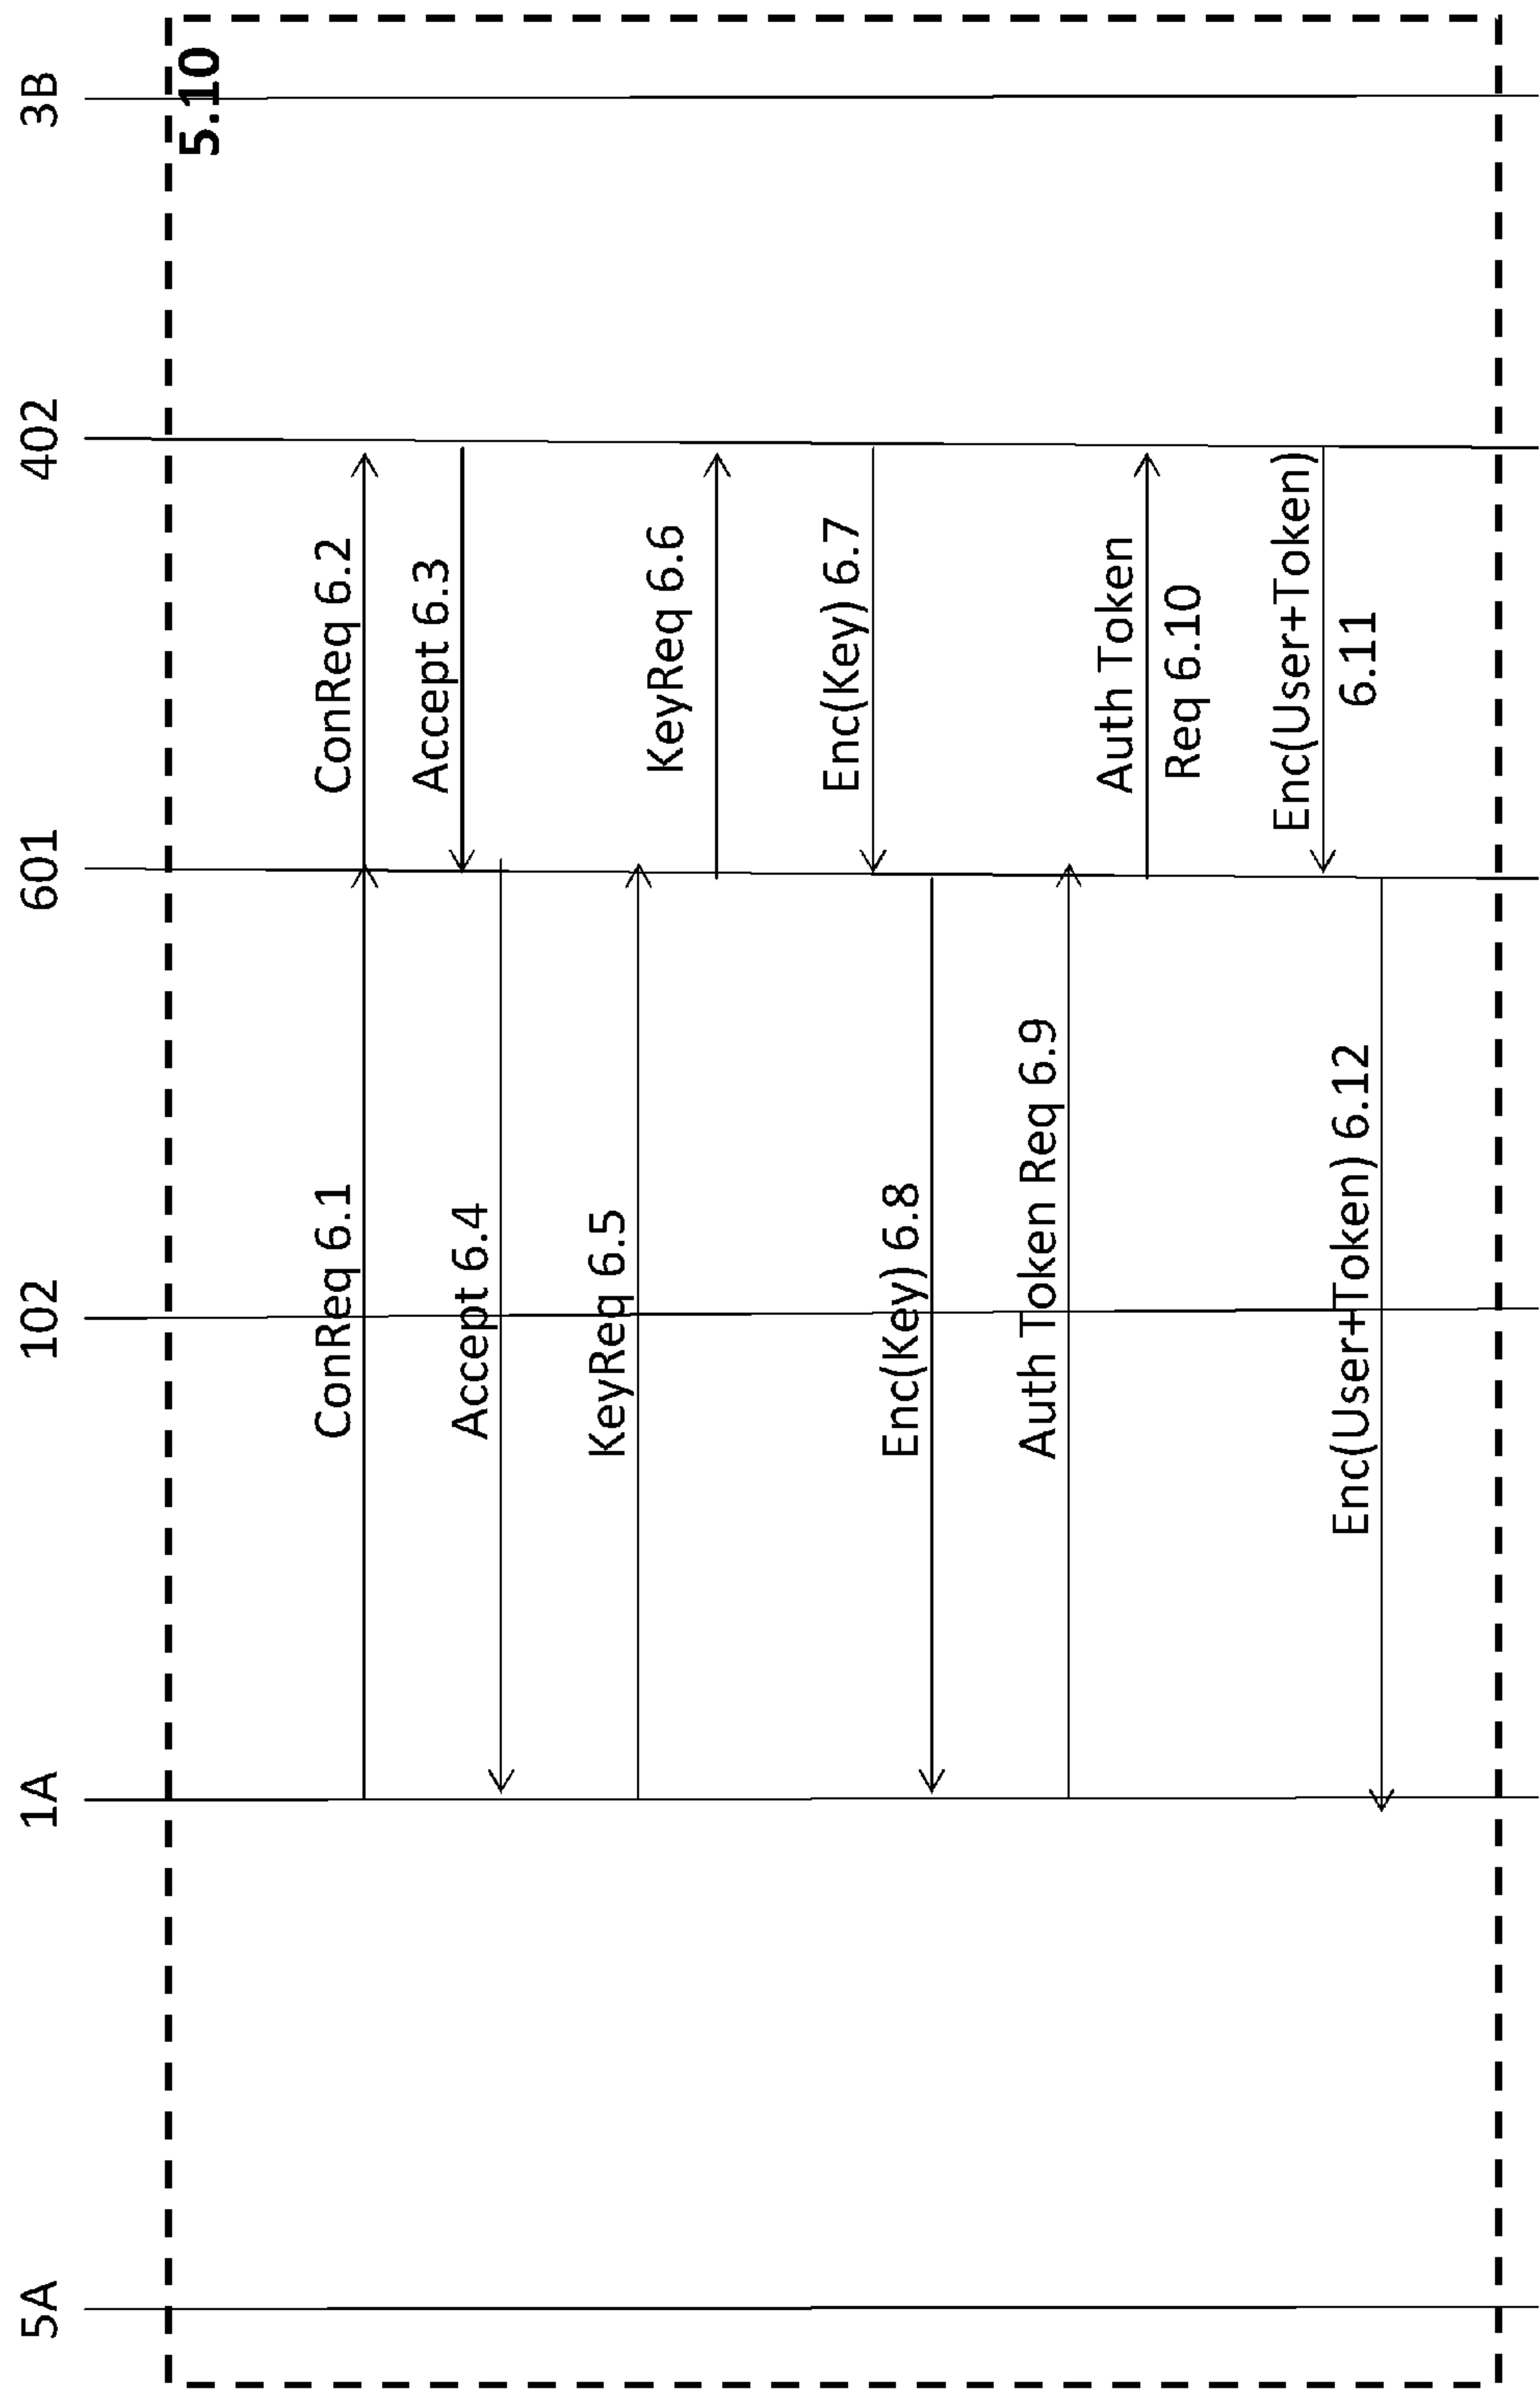 5A
1A
102
601
402
3B
5.10
ConReq 6.1
ConReq 6.2
Accept 6.3
Accept 6.4
KeyReq 6.5
KeyReq 6.6
Enc(Key) 6.7
Enc(Key) 6.8
Auth Token Req 6.9
Auth Token
Req 6.10
Enc(User+Token)
6.11
Enc(User+Token) 6.12